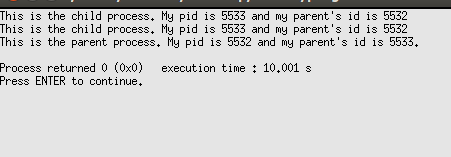 This is the child process. My pid is 5533 and my parent's id is 5532
This is the child process. My pid is 5533 and my parent's id is 5532
This is the parent process. My pid is 5532 and my parent's id is 5533.
Process returned 0 (0x0)   execution time : 10.001 s
Press ENTER to continue.